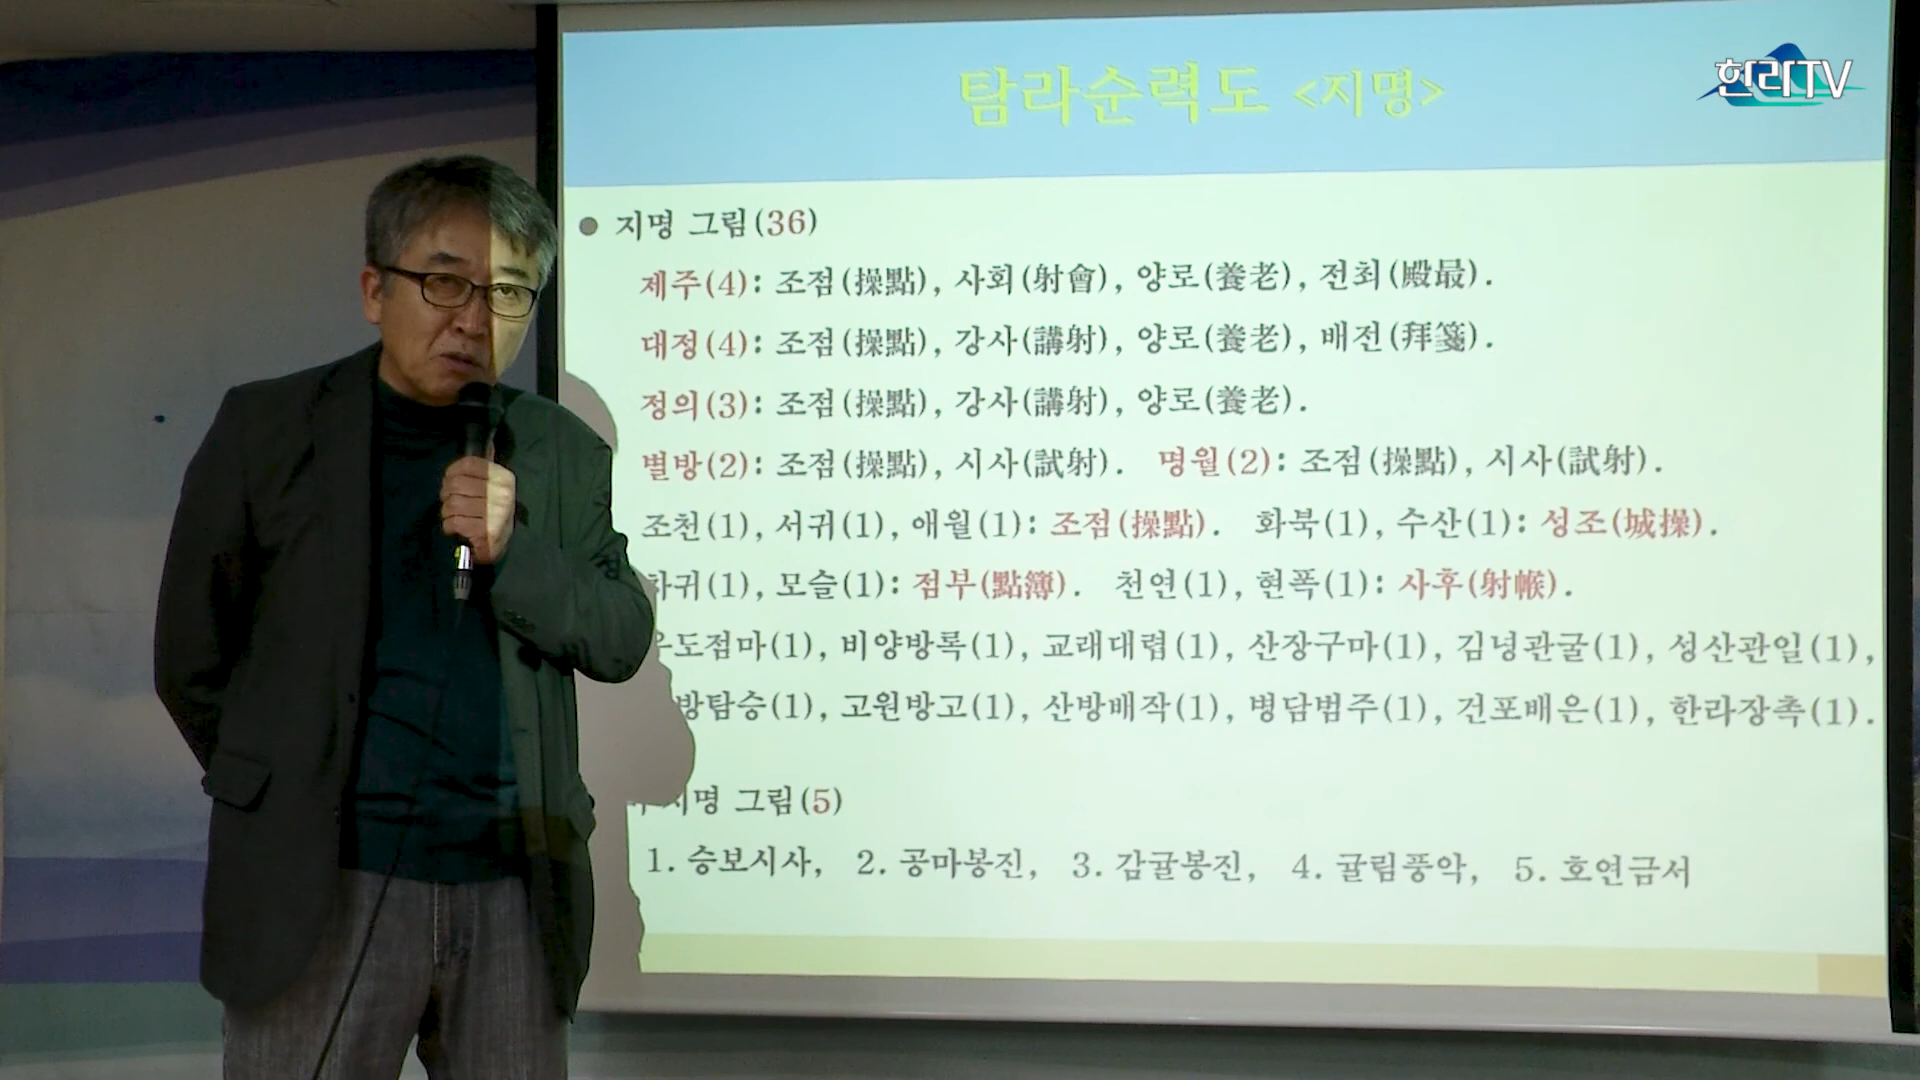 탐라순력도 <지명>
한라TV
● 지명 그림(36)
제주(4): 조점(操點), 사회(射會), 양로(養老), 전최(殿最).
대정(4): 조점(操點), 강사(講射), 양로(養老), 배전(拜箋).
정의(3): 조점(操點), 강사(講射), 양로(養老).
별방(2): 조점(操點), 시사(試射). 명월(2): 조점(操點), 시사(試射).
조천(1), 서귀(1), 애월(1): 조점(操點). 화북(1), 수산(1): 성조(城操).
귀(1), 모슬(1): 점부(點簿). 천연(1), 현폭(1): 사후(射帿).
도점마(1), 비양방록(1), 교래대렵(1), 산장구마(1), 김녕관굴(1), 성산관일(1),
방탐승(1), 고원방고(1), 산방배작(1), 병담범주(1), 건포배은(1), 한라장촉(1).
지명 그림(5)
1. 승보시사, 2. 공마봉진, 3. 감귤봉진, 4. 귤림풍악, 5. 호연금서